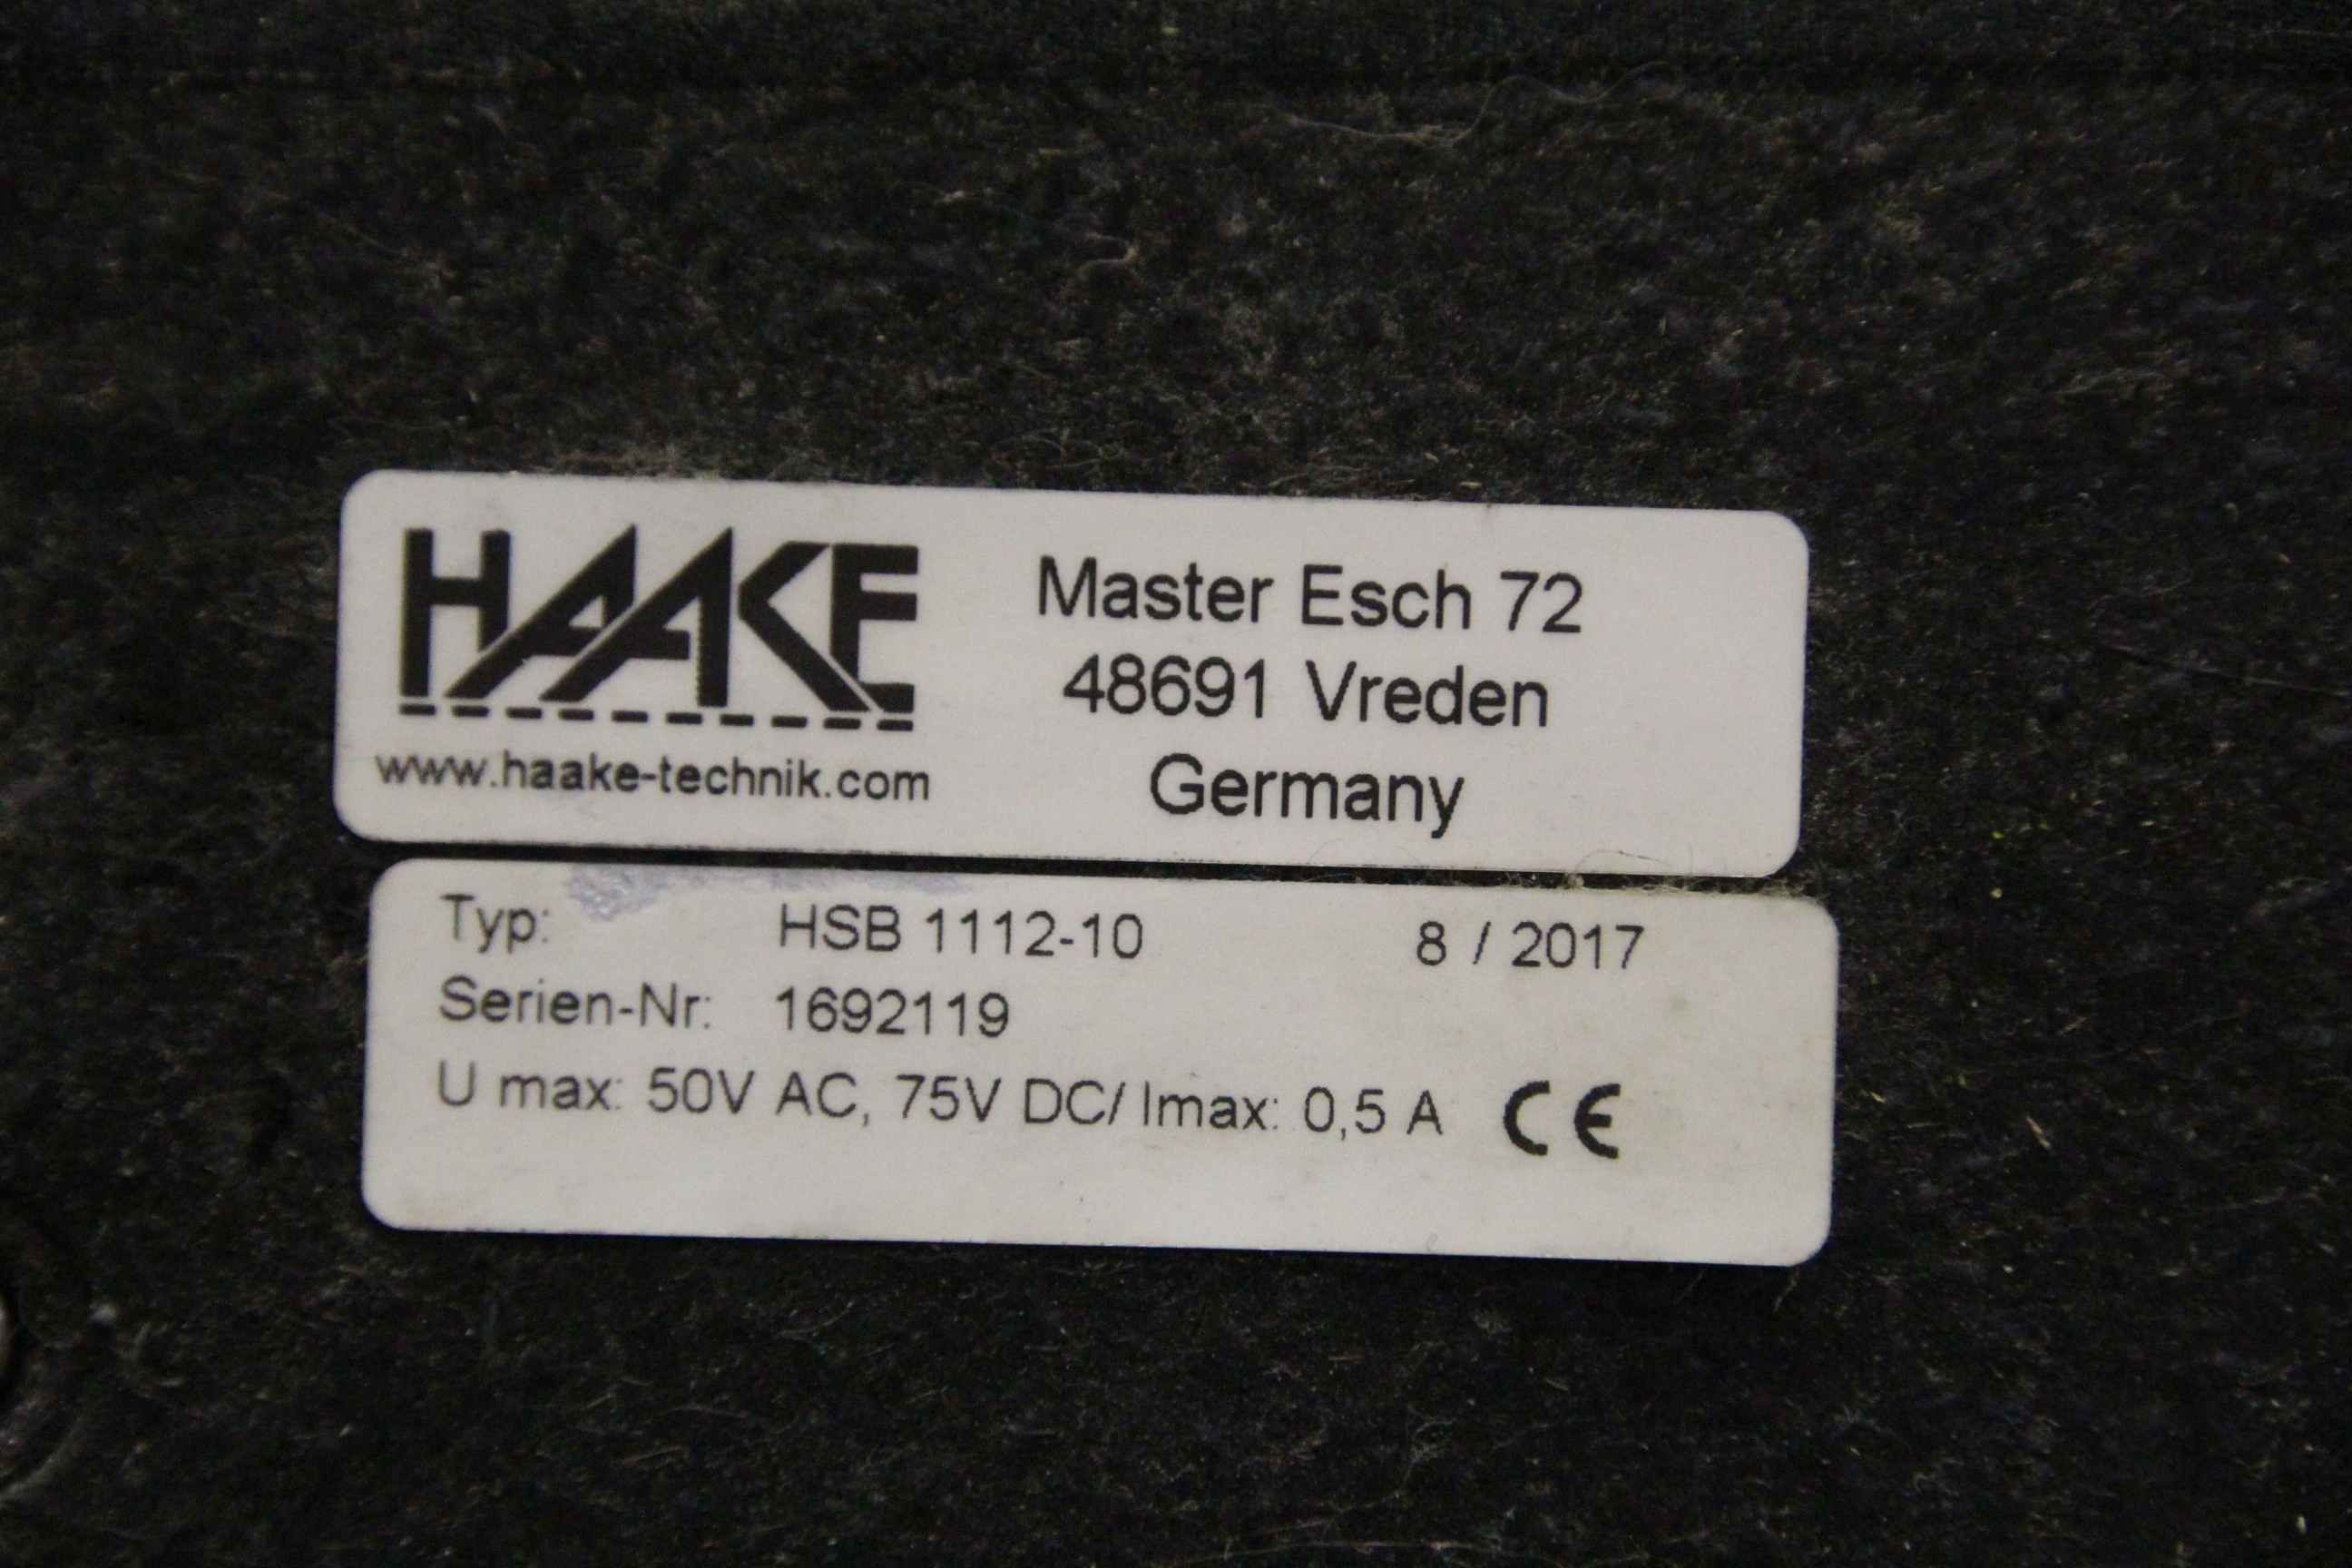 HAAKE
www.haake-technik.com
Master Esch 72
48691 Vreden
Germany
Typ: HSB 1112-10 8 / 2017
Serien-Nr: 1692119
U max: 50V AC, 75V DC/ Imax: 0,5 A CE